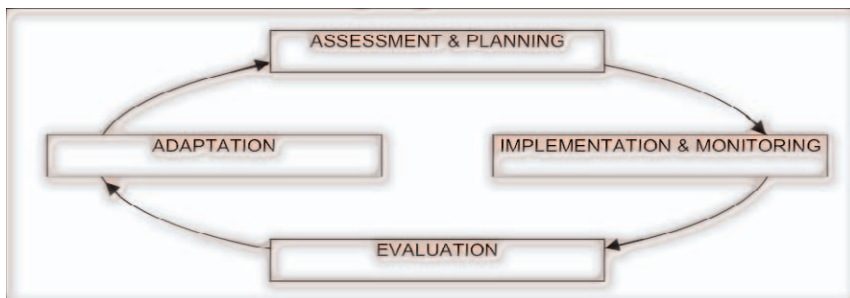 ASSESSMENT & PLANNING
ADAPTATION
IMPLEMENTATION & MONITORING
EVALUATION